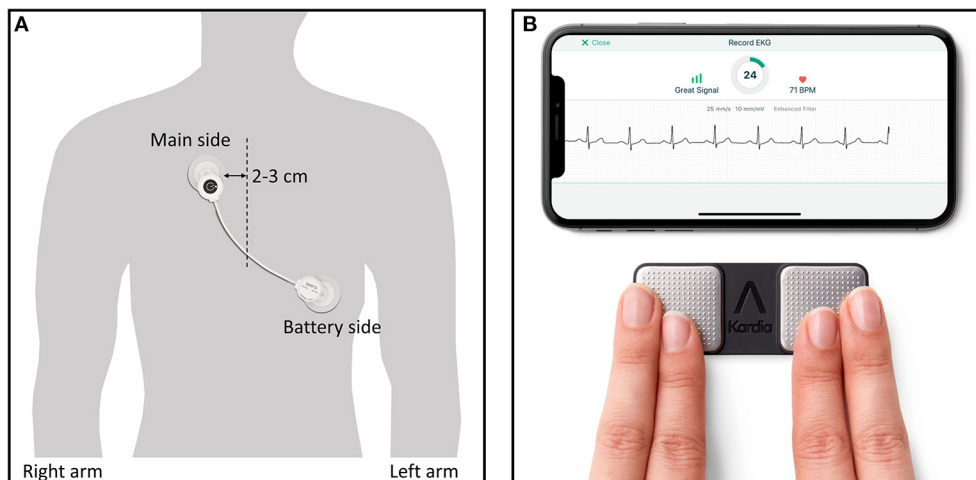 A
Main side
2-3 cm
Battery side
Right arm
Left arm
B
Close
Record EKG
24
Great Signal
71 BPM
25 mm/s 10 mm/mV Enhanced Filter
Kardia